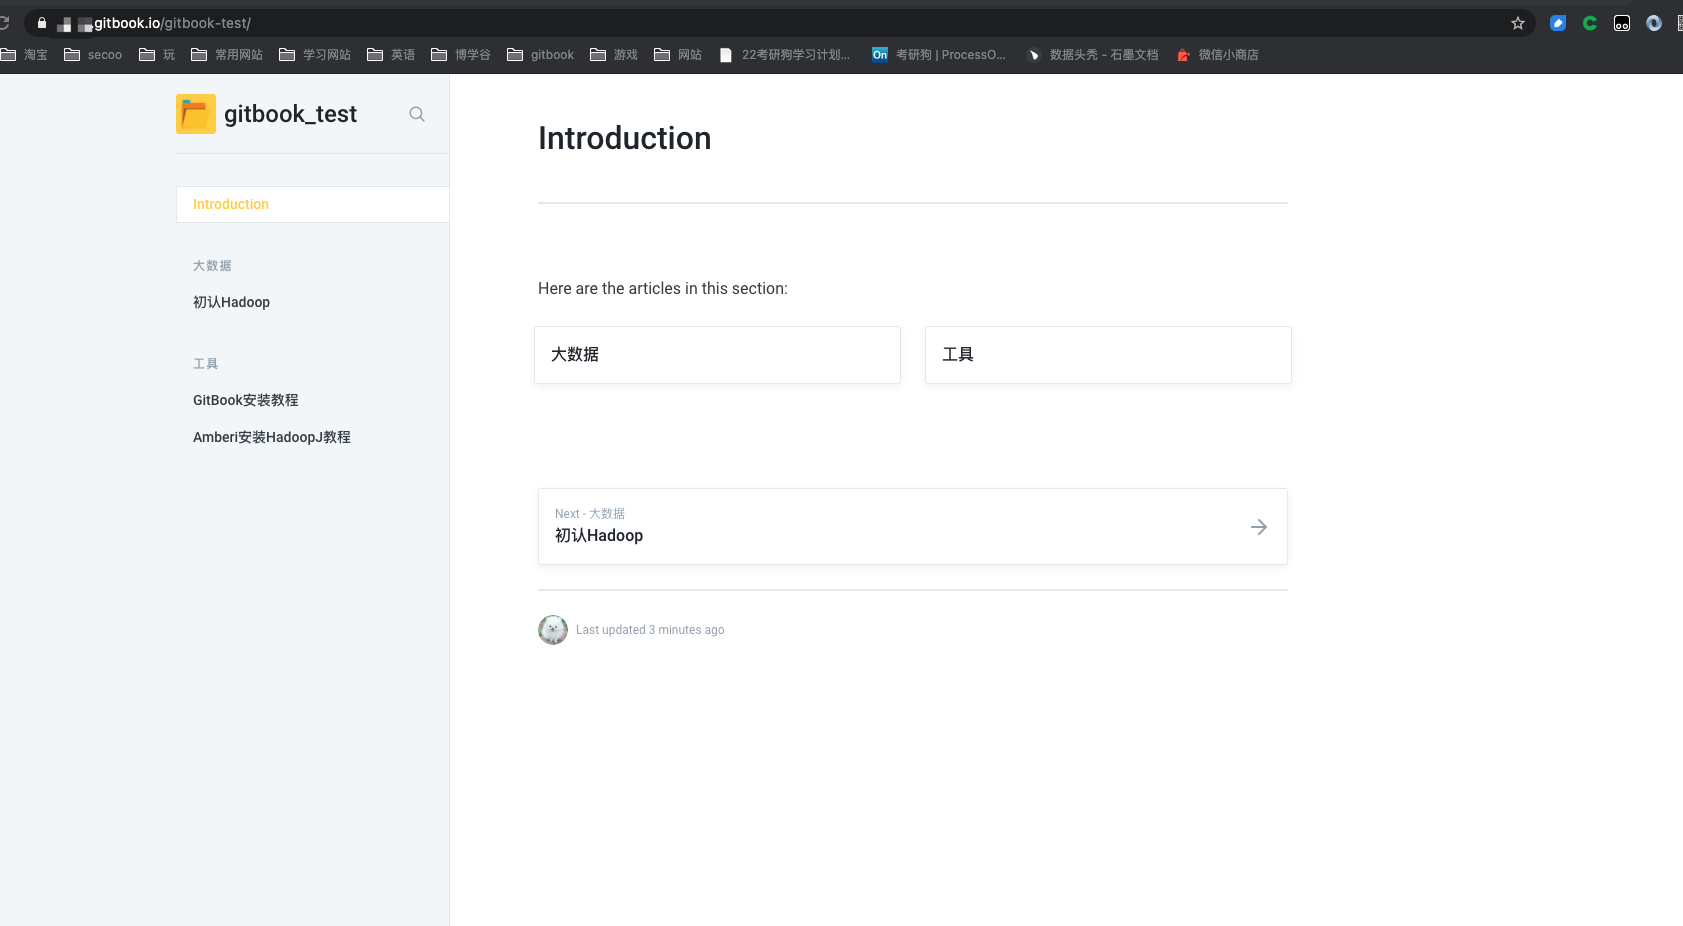 gitbook.io/gitbook-test/
淘宝 secoo 玩 常用网站 学习网站 英语 博学谷 gitbook 游戏 网站 22考研狗学习计划... On 考研狗 | ProcessO... 数据头秃 - 石墨文档 微信小商店
gitbook_test
Introduction
大数据
初认Hadoop
工具
GitBook安装教程
Amberi安装HadoopJ教程
Introduction
Here are the articles in this section:
大数据
工具
Next - 大数据
初认Hadoop
Last updated 3 minutes ago